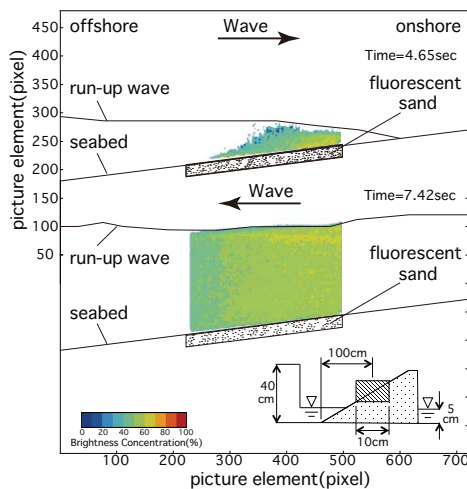 450
400
350
300
250
200
150
100
50
picture element(pixel)
offshore
Wave
onshore
Time=4.65sec
run-up wave
fluorescent
sand
seabed
Wave
Time=7.42sec
run-up wave
fluorescent
sand
seabed
100cm
40
cm
5
cm
10cm
0 20 40 60 80 100
Brightness Concentration(%)
0 100 200 300 400 500 600 700
picture element(pixel)